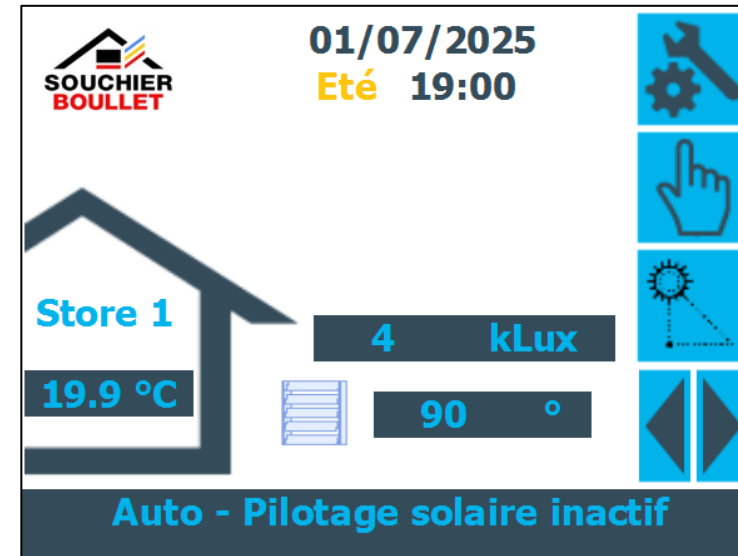 SOUCHIER
BOULLET
01/07/2025
Eté 19:00
Store 1
4 kLux
19.9 °C
90 °
Auto - Pilotage solaire inactif